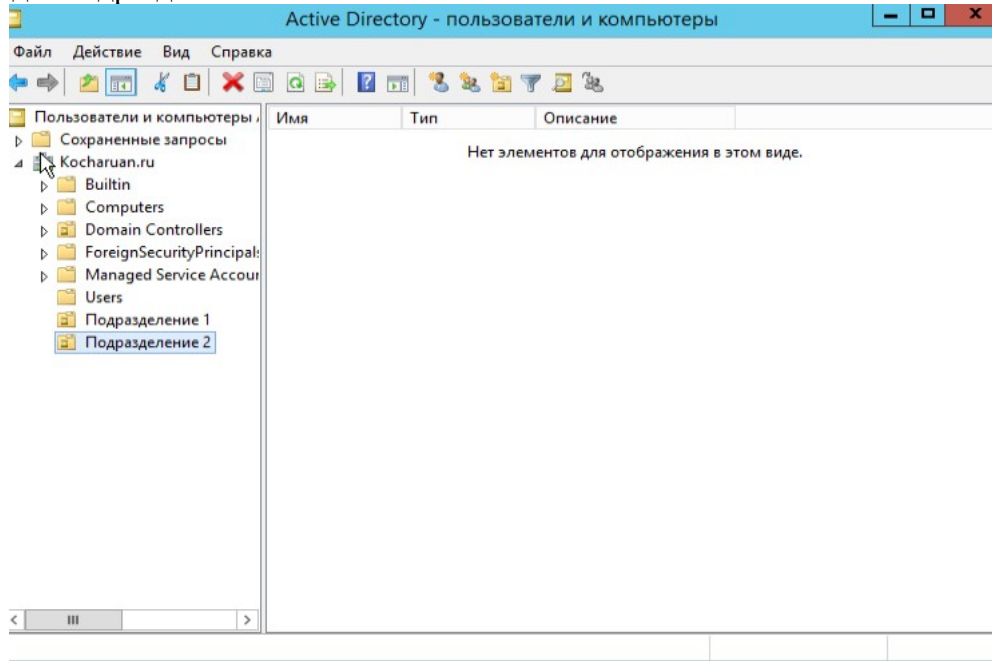 Active Directory - пользователи и компьютеры
Файл Действие Вид Справка
Пользователи и компьютеры
Имя Тип Описание
Сохраненные запросы
Нет элементов для отображения в этом виде.
Kocharuan.ru
Builtin
Computers
Domain Controllers
ForeignSecurityPrincipals
Managed Service Accour
Users
Подразделение 1
Подразделение 2